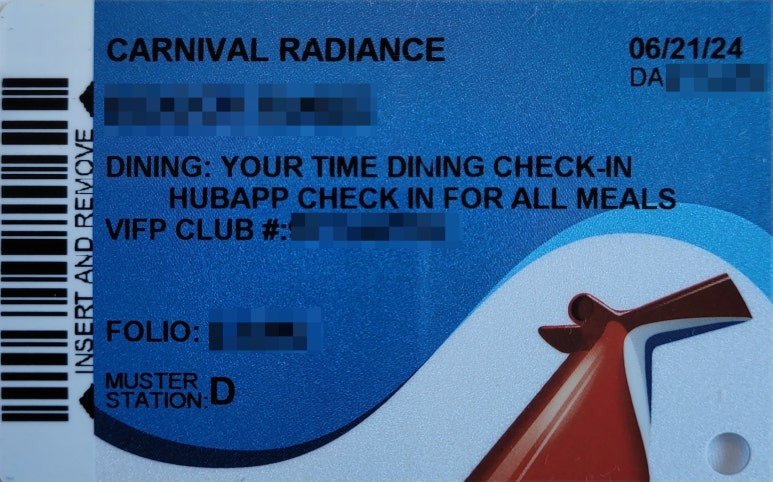 CARNIVAL RADIANCE
06/21/24
DA
DINING: YOUR TIME DINING CHECK-IN
HUBAPP CHECK IN FOR ALL MEALS
VIFP CLUB #:
FOLIO:
MUSTER
STATION: D
INSERT AND REMOVE